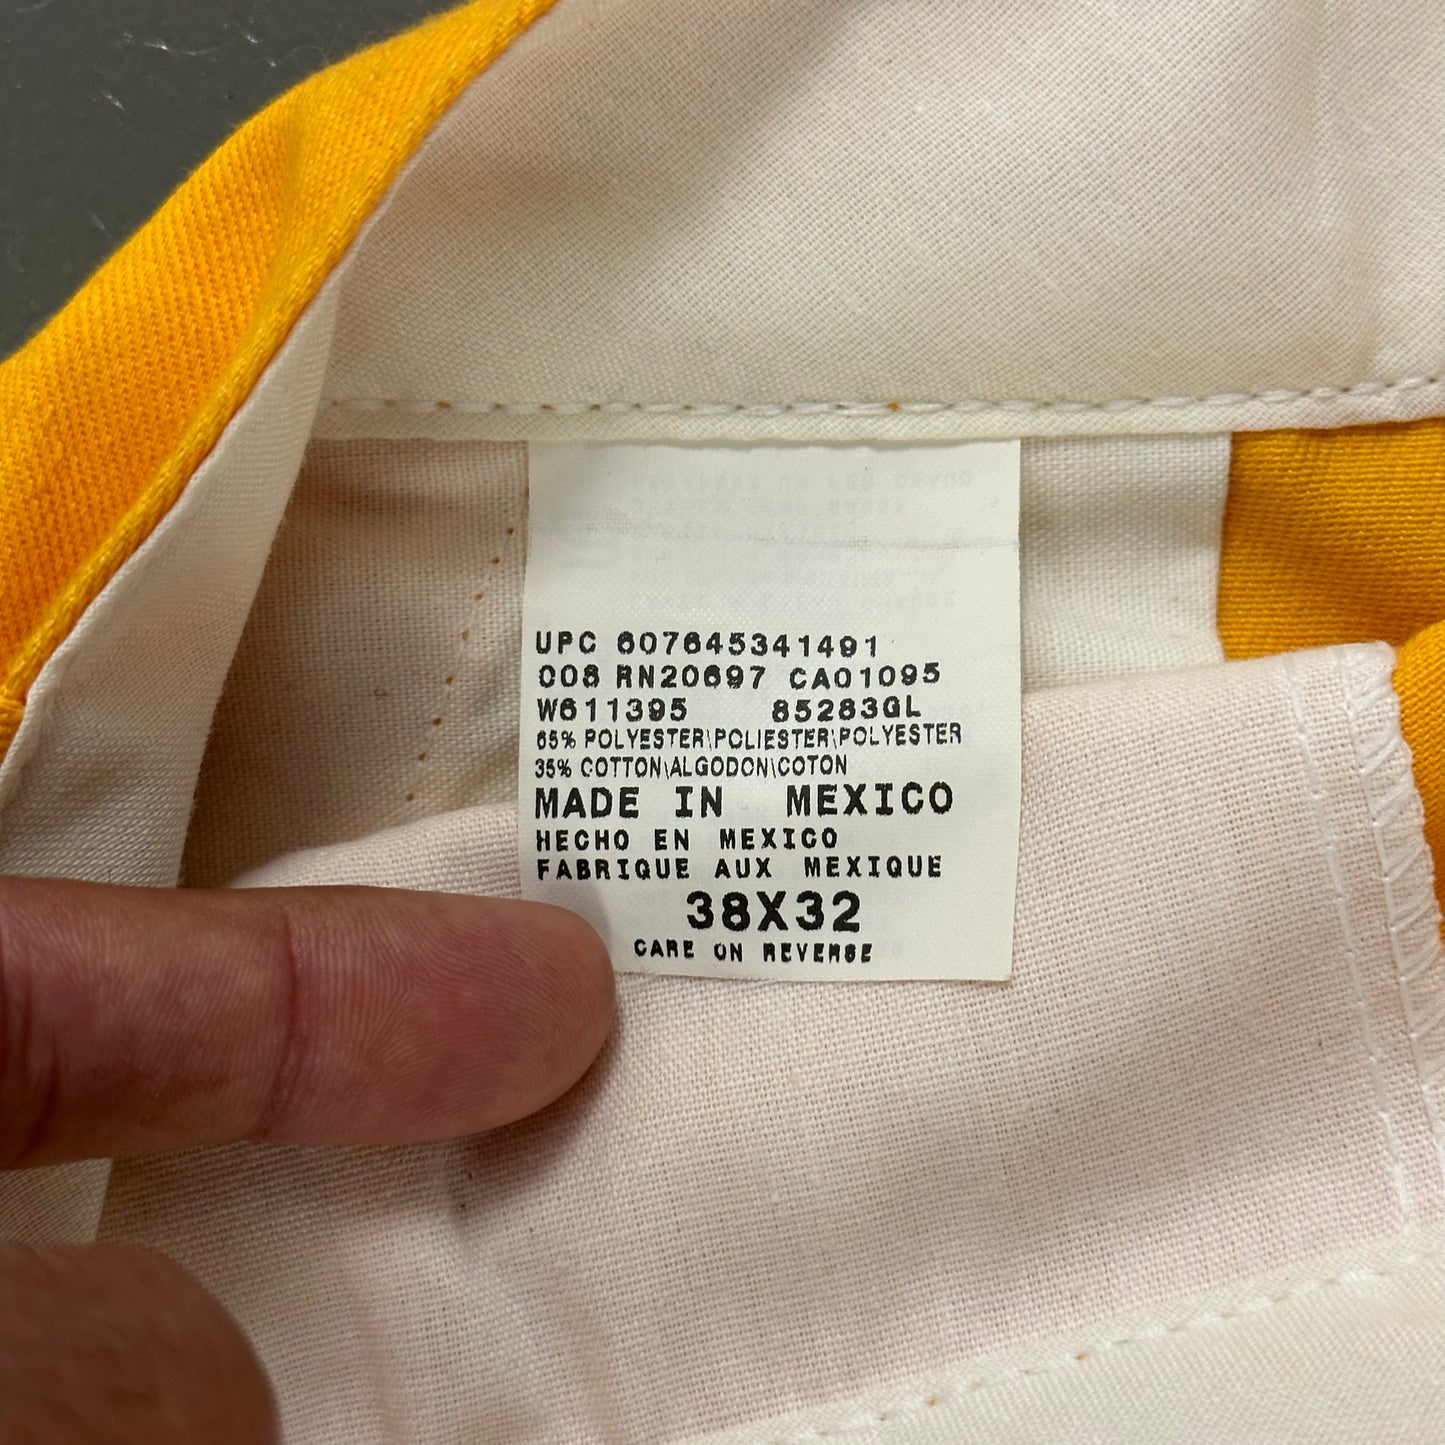 UPC 607645341491
008 RN20697 CA01095
W611395 85283GL
65% POLYESTER\POLIESTER\POLYESTER
35% COTTON\ALGODON\COTON
MADE IN MEXICO
HECHO EN MEXICO
FABRIQUE AUX MEXIQUE
38X32
CARE ON REVERSE